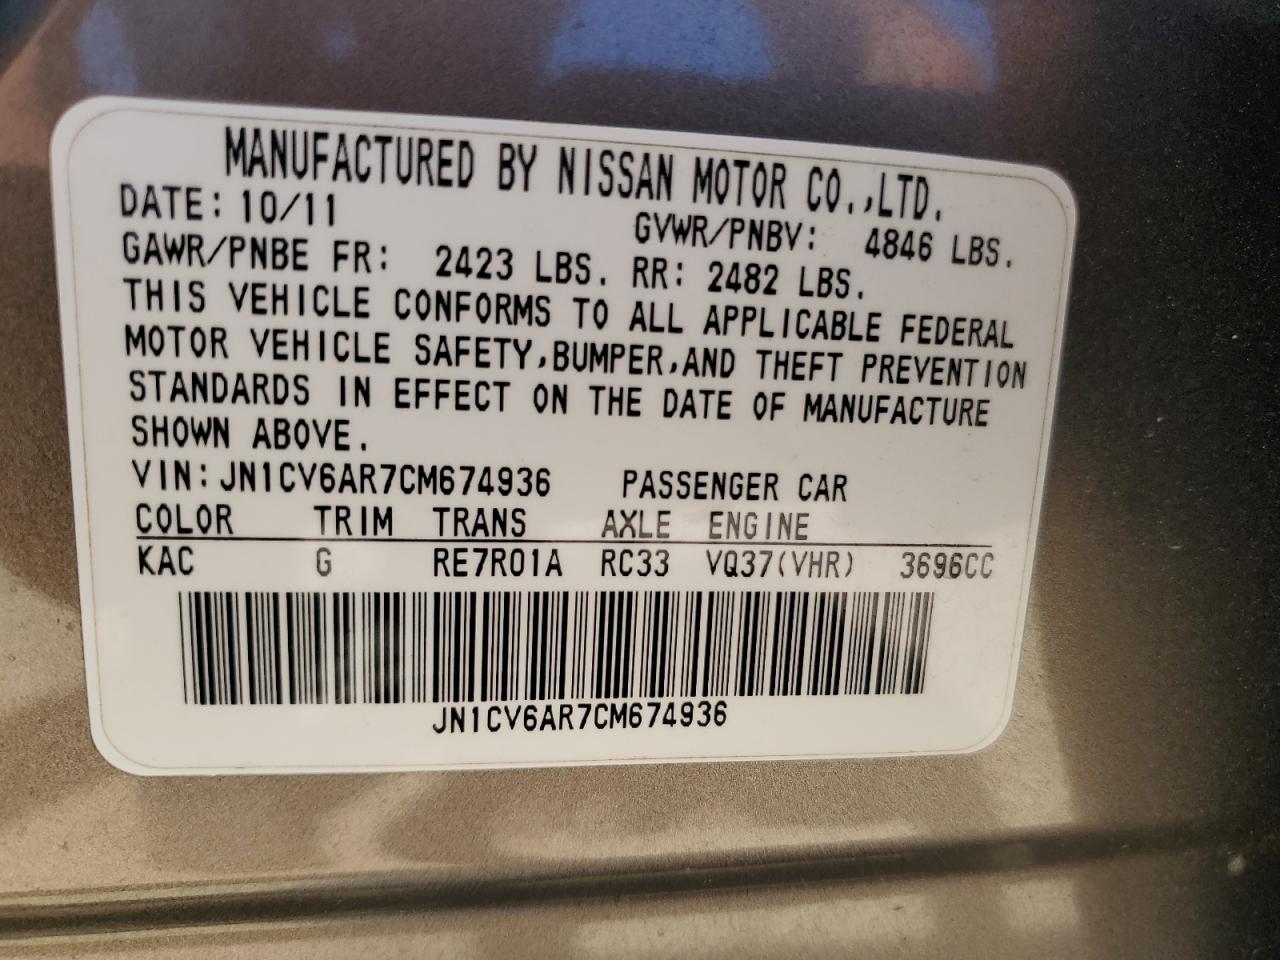 MANUFACTURED BY NISSAN MOTOR CO.,LTD.
DATE: 10/11 GVWR/PNBV: 4846 LBS.
GAWR/PNBE FR: 2423 LBS. RR: 2482 LBS.
THIS VEHICLE CONFORMS TO ALL APPLICABLE FEDERAL
MOTOR VEHICLE SAFETY,BUMPER,AND THEFT PREVENTION
STANDARDS IN EFFECT ON THE DATE OF MANUFACTURE
SHOWN ABOVE.
VIN: JN1CV6AR7CM674936 PASSENGER CAR
COLOR TRIM TRANS AXLE ENGINE
KAC G RE7R01A RC33 VQ37(VHR) 3696CC
JN1CV6AR7CM674936